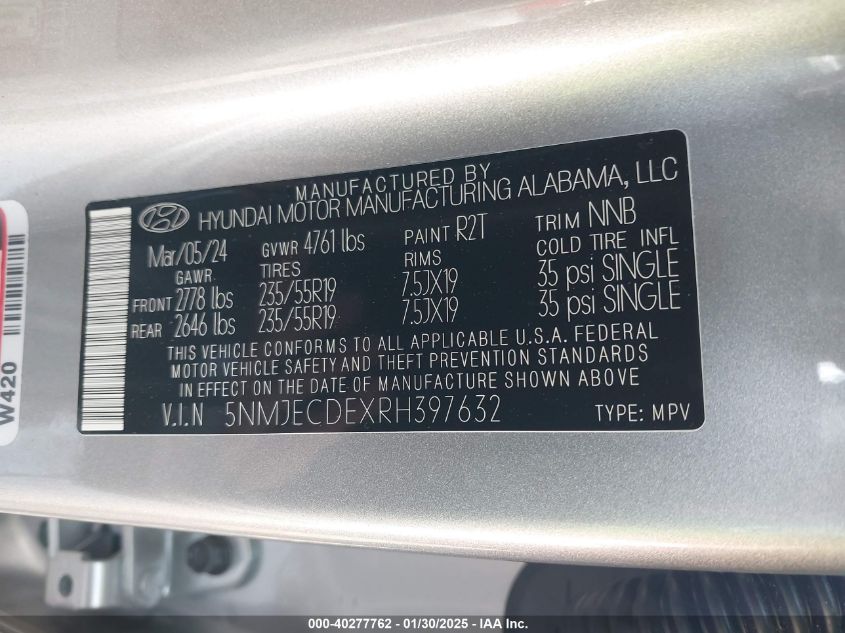 MANUFACTURED BY
HYUNDAI MOTOR MANUFACTURING ALABAMA, LLC
Mar/05/24 GVWR 4761 lbs PAINT R2T TRIM NNB
GAWR TIRES RIMS COLD TIRE INFL
FRONT 2778 lbs 235/55R19 7.5JX19 35 psi SINGLE
REAR 2646 lbs 235/55R19 7.5JX19 35 psi SINGLE
THIS VEHICLE CONFORMS TO ALL APPLICABLE U.S.A. FEDERAL
MOTOR VEHICLE SAFETY AND THEFT PREVENTION STANDARDS
IN EFFECT ON THE DATE OF MANUFACTURE SHOWN ABOVE
V.I.N 5NMJECDEXRH397632 TYPE: MPV
W420
000-40277762 - 01/30/2025 - IAA Inc.